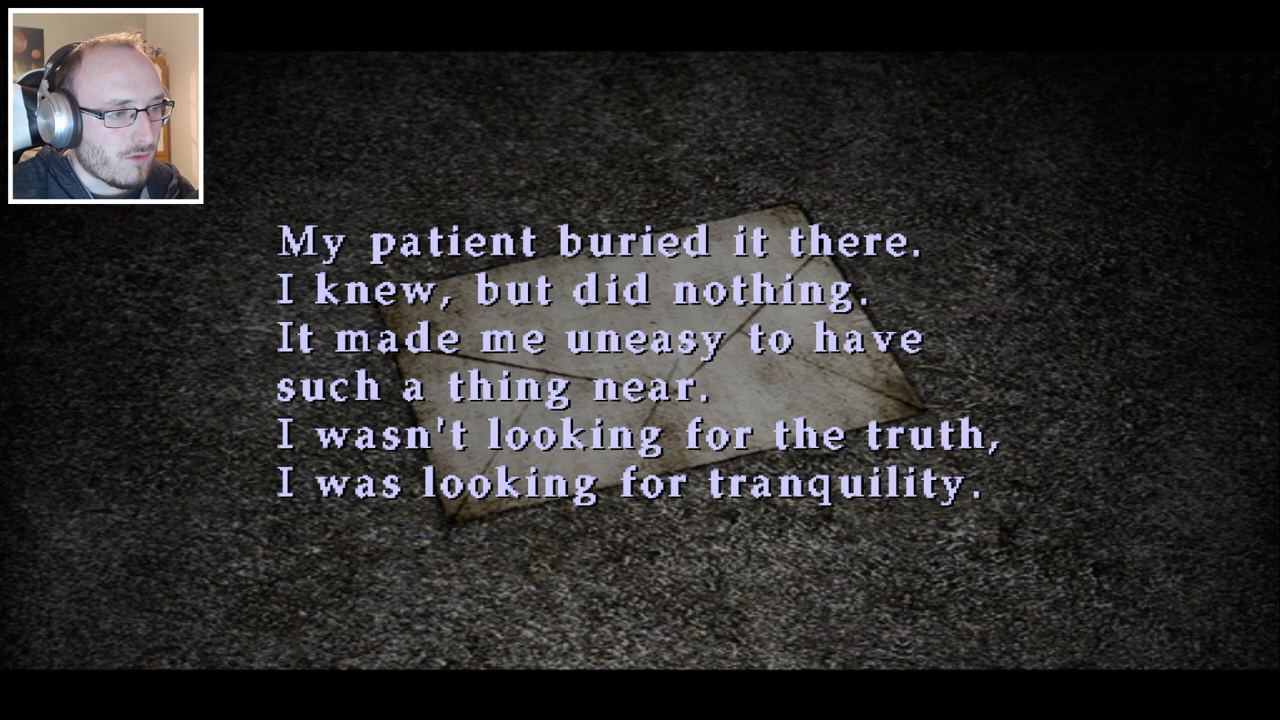 My patient buried it there.
I knew, but did nothing.
It made me uneasy to have
such a thing near.
I wasn't looking for the truth,
I was looking for tranquility.